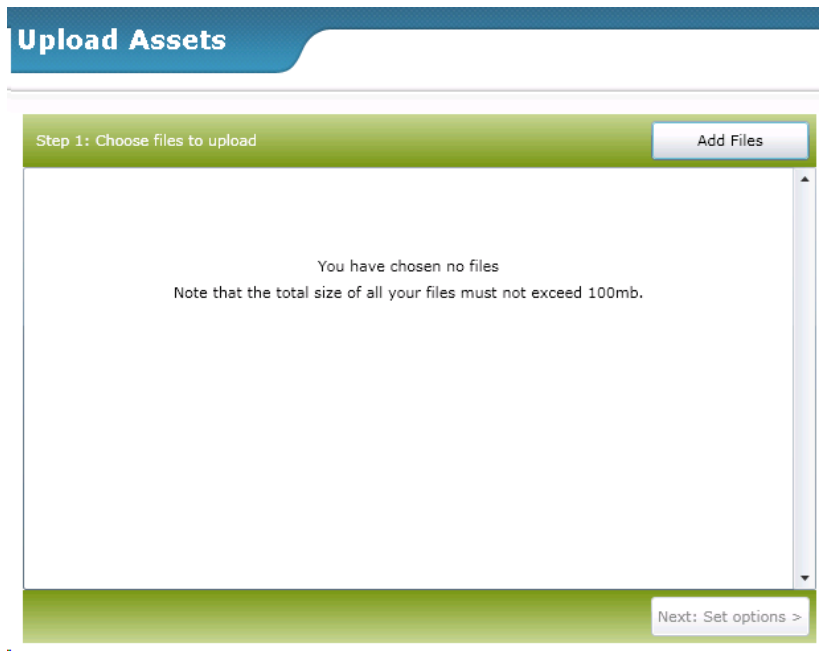 Upload Assets
Step 1: Choose files to upload
Add Files
You have chosen no files
Note that the total size of all your files must not exceed 100mb.
Next: Set options >